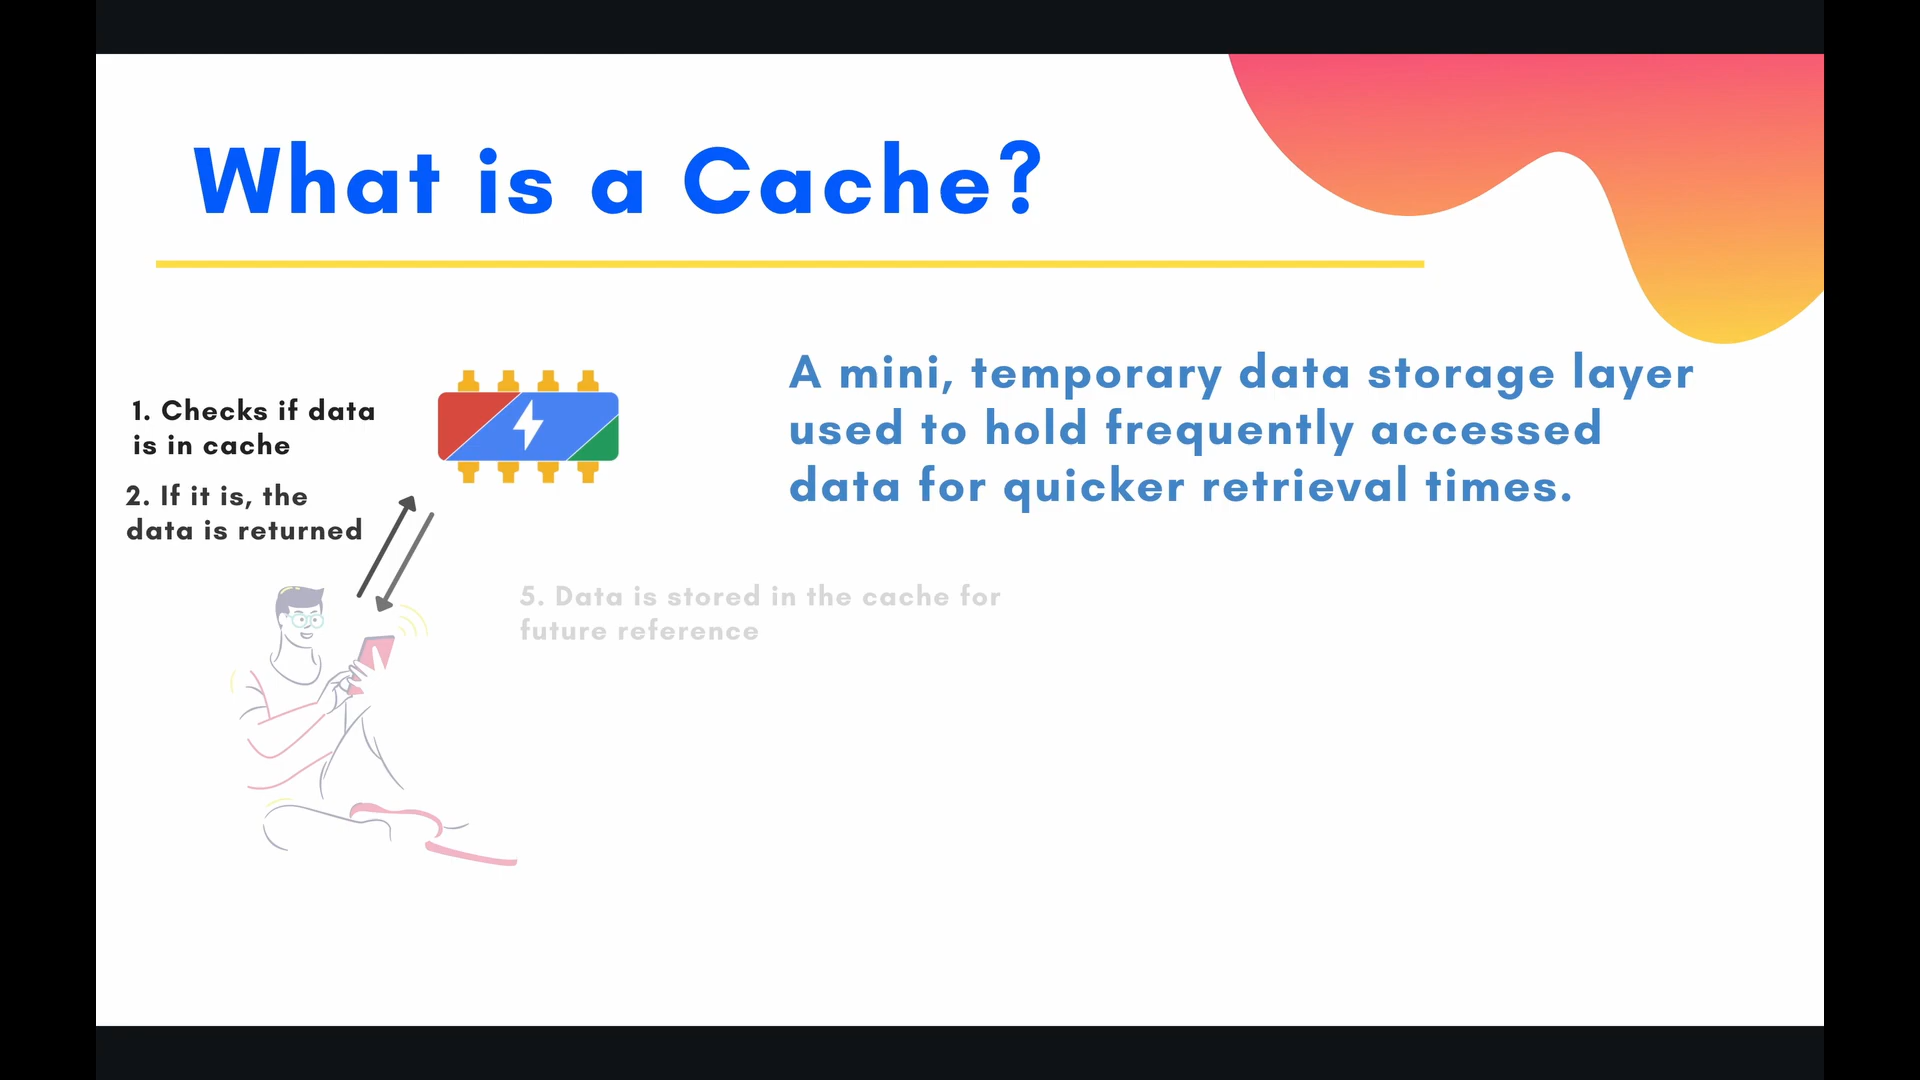 What is a Cache?
A mini, temporary data storage layer
used to hold frequently accessed
data for quicker retrieval times.
1. Checks if data
is in cache
2. If it is, the
data is returned
5. Data is stored in the cache for
future reference